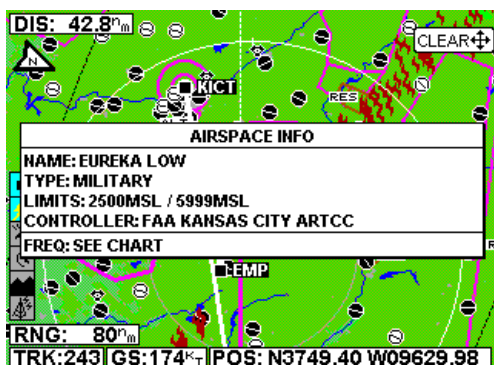 DIS: 42.8nm
CLEAR
N
KICT
RES
AIRSPACE INFO
NAME: EUREKA LOW
TYPE: MILITARY
LIMITS: 2500MSL / 5999MSL
CONTROLLER: FAA KANSAS CITY ARTCC
FREQ: SEE CHART
EMP
RNG: 80nm
TRK:243 GS:174KT POS: N3749.40 W09629.98